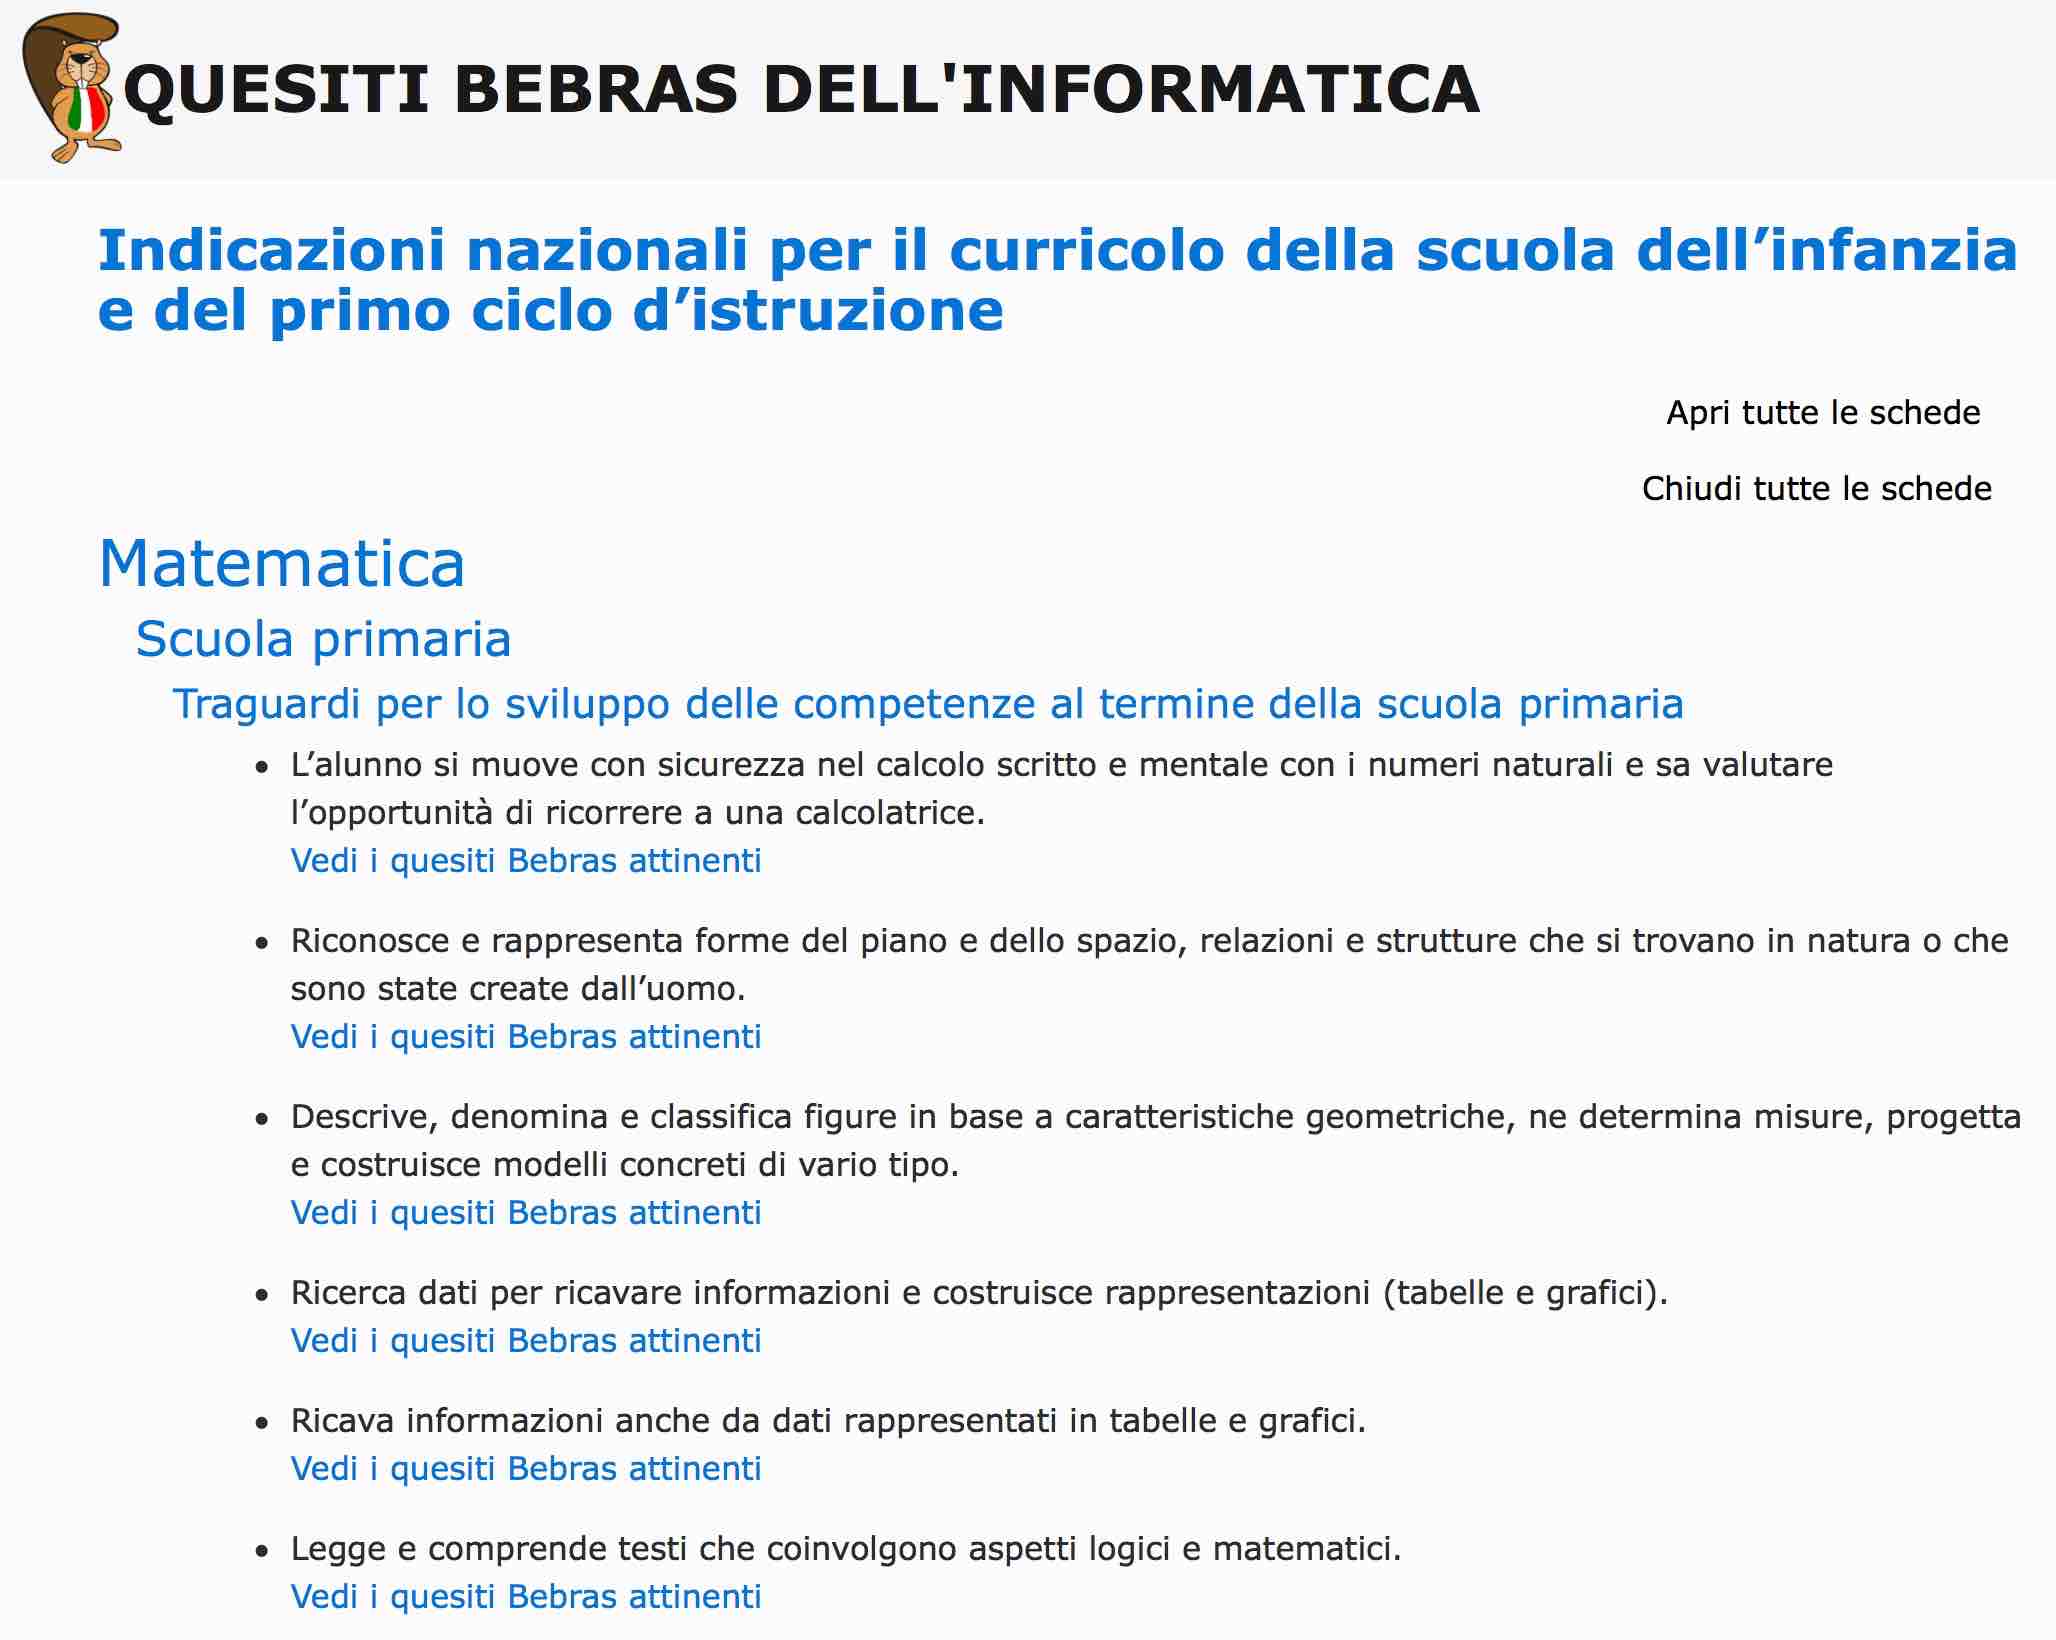 QUESITI BEBRAS DELL'INFORMATICA
Indicazioni nazionali per il curricolo della scuola dell’infanzia
e del primo ciclo d’istruzione
Apri tutte le schede
Chiudi tutte le schede
Matematica
Scuola primaria
Traguardi per lo sviluppo delle competenze al termine della scuola primaria
• L’alunno si muove con sicurezza nel calcolo scritto e mentale con i numeri naturali e sa valutare
l’opportunità di ricorrere a una calcolatrice.
Vedi i quesiti Bebras attinenti
• Riconosce e rappresenta forme del piano e dello spazio, relazioni e strutture che si trovano in natura o che
sono state create dall’uomo.
Vedi i quesiti Bebras attinenti
• Descrive, denomina e classifica figure in base a caratteristiche geometriche, ne determina misure, progetta
e costruisce modelli concreti di vario tipo.
Vedi i quesiti Bebras attinenti
• Ricerca dati per ricavare informazioni e costruisce rappresentazioni (tabelle e grafici).
Vedi i quesiti Bebras attinenti
• Ricava informazioni anche da dati rappresentati in tabelle e grafici.
Vedi i quesiti Bebras attinenti
• Legge e comprende testi che coinvolgono aspetti logici e matematici.
Vedi i quesiti Bebras attinenti